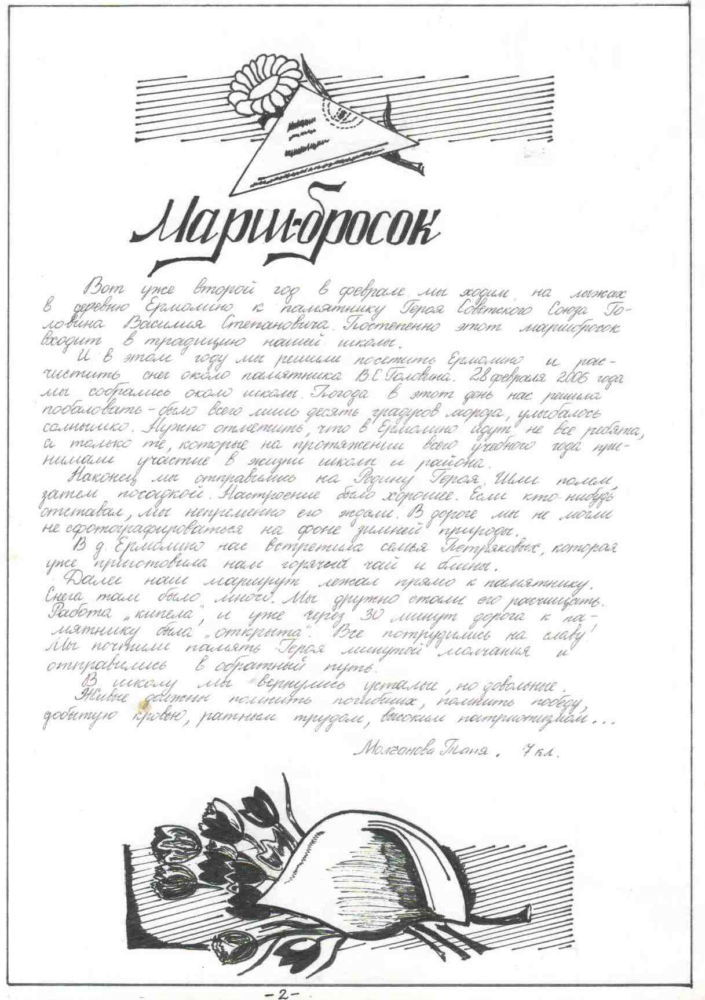 Марш-бросок
Вот уже второй год в феврале мы ходим на лыжах
в деревню Ермолино к памятнику Героя Советского Союза Го-
ловина Василия Степановича. Постепенно этот маршбросок
входит в традицию нашей школы.
И в этом году мы решили посетить Ермолино и рас-
чистить снег около памятника В.С. Головина. 28 февраля 2006 года
мы собрались около школы. Погода в этот день нас решила
побаловать - было всего лишь десять градусов мороза, улыбалось
солнышко. Нужно отметить, что в Ермолино идут не все ребята,
а только те, которые на протяжении всего учебного года при-
нимали участие в жизни школы и района.
Наконец мы отправились на Родину Героя. Шли полем,
затем посадкой. Настроение было хорошее. Если кто-нибудь
отставал, мы непременно его ждали. В дороге мы не могли
не сфотографироваться на фоне зимней природы.
В д. Ермолино нас встретила семья Петряковых, которая
уже приготовила нам горячий чай и блины.
Далее наш маршрут лежал прямо к памятнику.
Снега там было много. Мы дружно стали его расчищать.
Работа „кипела", и уже через 30 минут дорога к па-
мятнику была „открыта". Все потрудились на славу!
Мы почтили память Героя минутой молчания и
отправились в обратный путь.
В школу мы вернулись усталые, но довольные.
Живые должны помнить погибших, помнить победу,
добытую кровью, ратным трудом, высоким патриотизмом...
Молчанова Таня. 7 кл.
-2-